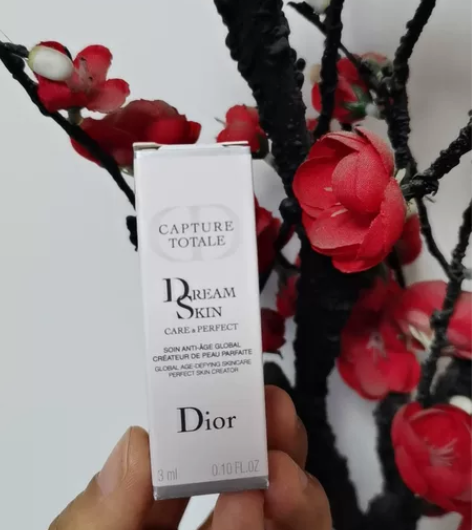 CAPTURE
TOTALE
DREAM
SKIN
CARE & PERFECT
SOIN ANTI-ÂGE GLOBAL
CRÉATEUR DE PEAU PARFAITE
GLOBAL AGE-DEFYING SKINCARE
PERFECT SKIN CREATOR
Dior
3 ml 0.10 FL.OZ